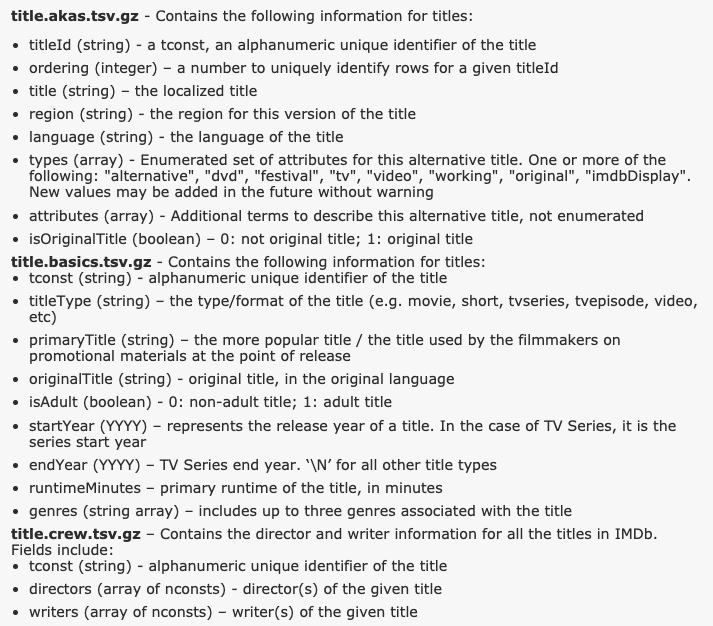 title.akas.tsv.gz - Contains the following information for titles:
• titleId (string) - a tconst, an alphanumeric unique identifier of the title
• ordering (integer) – a number to uniquely identify rows for a given titleId
• title (string) – the localized title
• region (string) - the region for this version of the title
• language (string) - the language of the title
• types (array) - Enumerated set of attributes for this alternative title. One or more of the
following: "alternative", "dvd", "festival", "tv", "video", "working", "original", "imdbDisplay".
New values may be added in the future without warning
• attributes (array) - Additional terms to describe this alternative title, not enumerated
• isOriginalTitle (boolean) – 0: not original title; 1: original title
title.basics.tsv.gz - Contains the following information for titles:
• tconst (string) - alphanumeric unique identifier of the title
• titleType (string) – the type/format of the title (e.g. movie, short, tvseries, tvepisode, video,
etc)
• primaryTitle (string) – the more popular title / the title used by the filmmakers on
promotional materials at the point of release
• originalTitle (string) - original title, in the original language
• isAdult (boolean) - 0: non-adult title; 1: adult title
• startYear (YYYY) – represents the release year of a title. In the case of TV Series, it is the
series start year
• endYear (YYYY) – TV Series end year. ‘\N’ for all other title types
• runtimeMinutes – primary runtime of the title, in minutes
• genres (string array) – includes up to three genres associated with the title
title.crew.tsv.gz – Contains the director and writer information for all the titles in IMDb.
Fields include:
• tconst (string) - alphanumeric unique identifier of the title
• directors (array of nconsts) - director(s) of the given title
• writers (array of nconsts) – writer(s) of the given title